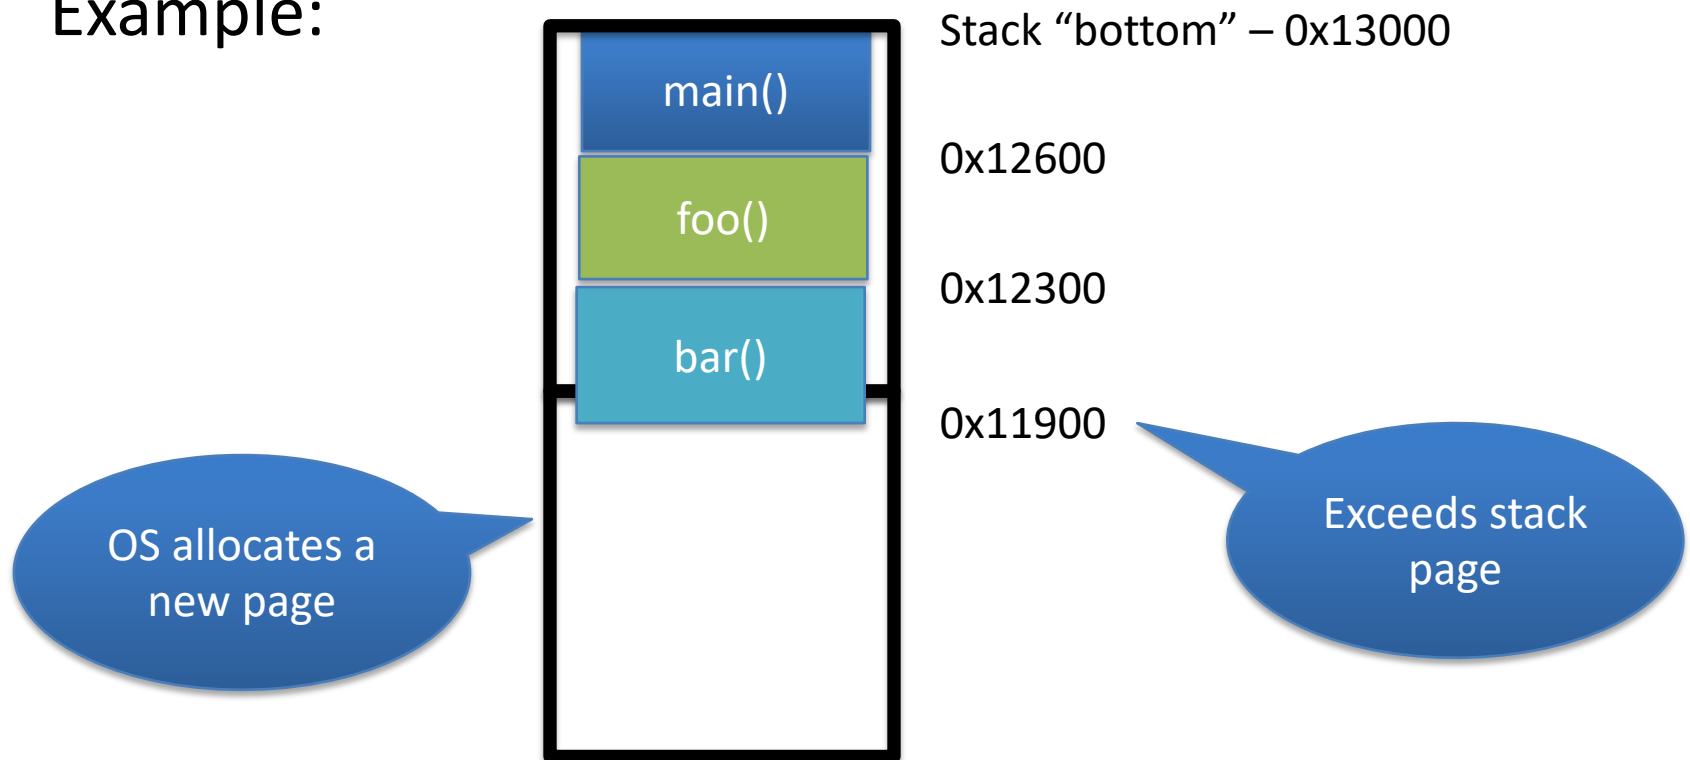 Example:
Stack “bottom” – 0x13000
main()
0x12600
foo()
0x12300
bar()
0x11900
Exceeds stack
page
OS allocates a
new page